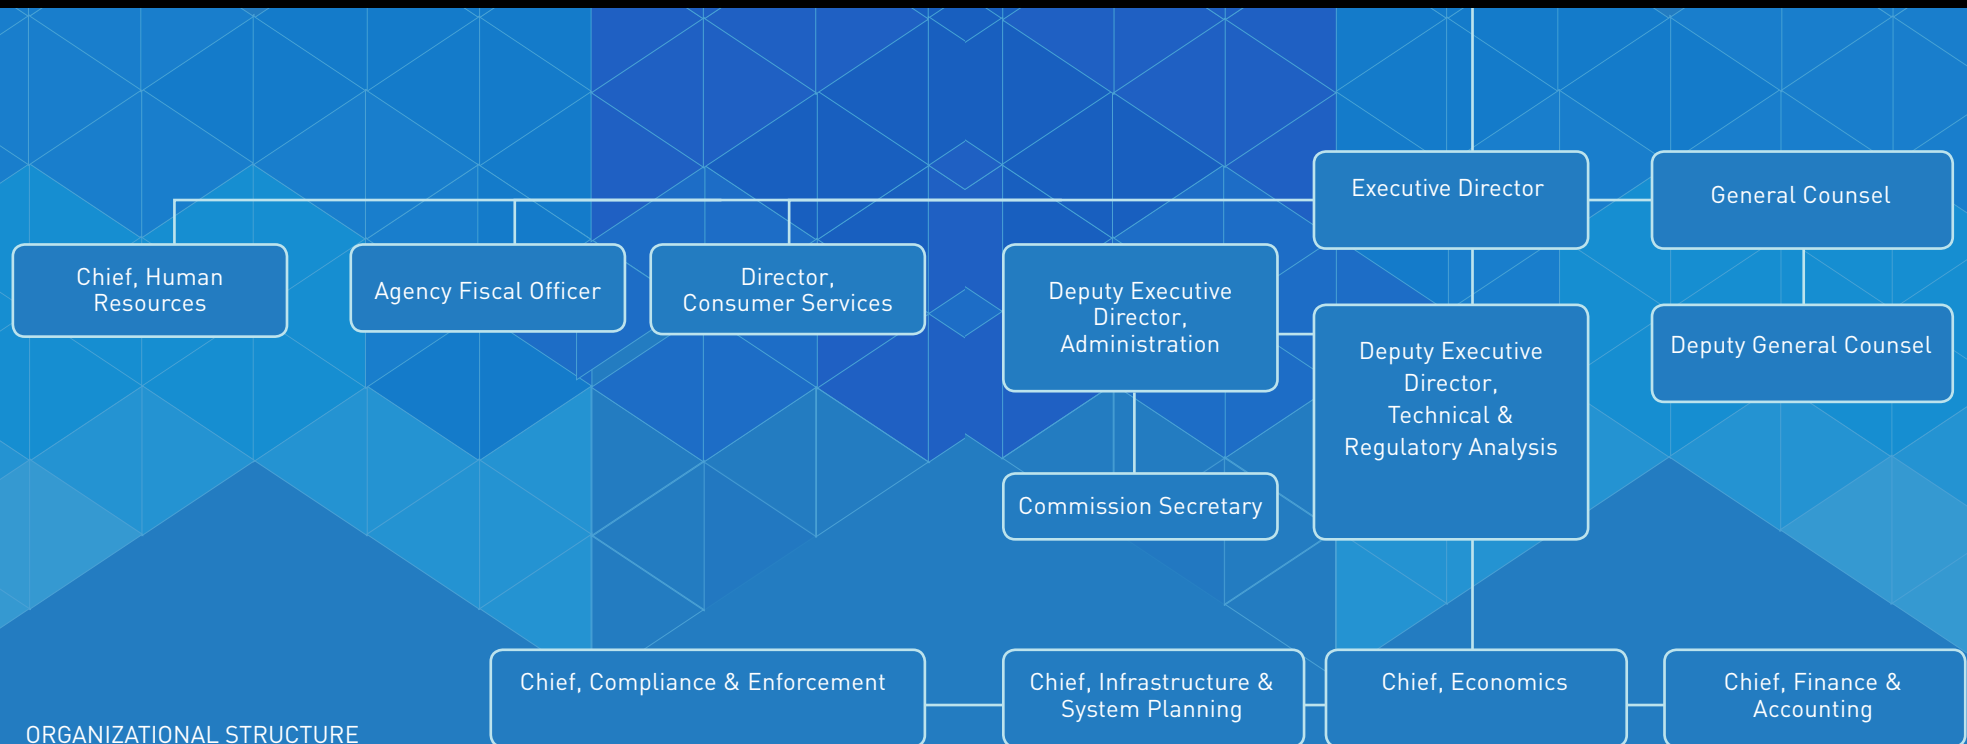 Executive Director
General Counsel
Chief, Human
Resources
Agency Fiscal Officer
Director,
Consumer Services
Deputy Executive
Director,
Administration
Deputy Executive
Director,
Technical &
Regulatory Analysis
Deputy General Counsel
Commission Secretary
Chief, Compliance & Enforcement
Chief, Infrastructure &
System Planning
Chief, Economics
Chief, Finance &
Accounting
ORGANIZATIONAL STRUCTURE